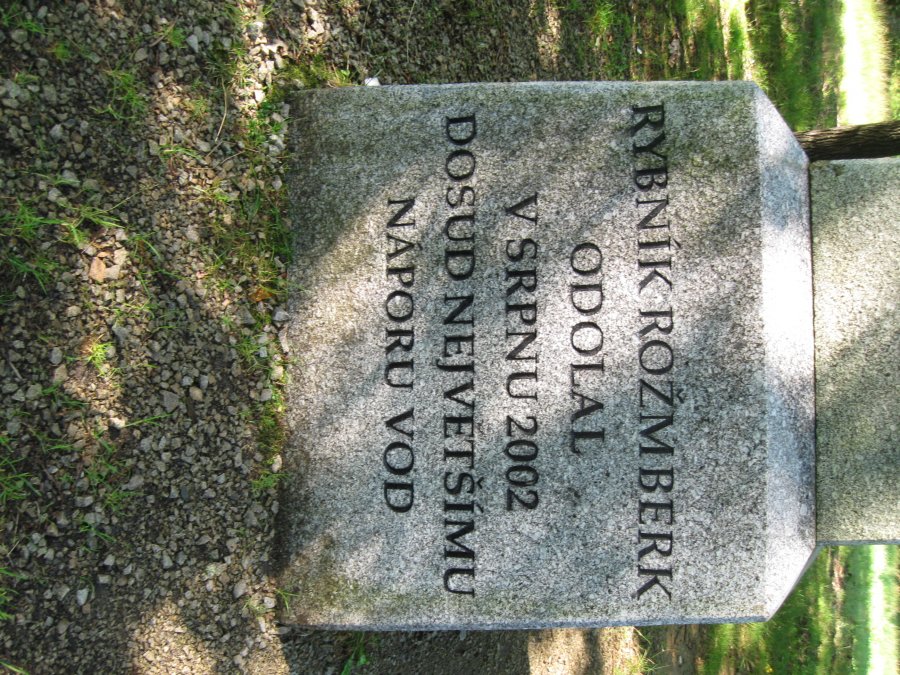 RYBNÍK ROŽMBERK
ODOLAL
V SRPNU 2002
DOSUD NEJVĚTŠÍMU
NÁPORU VOD